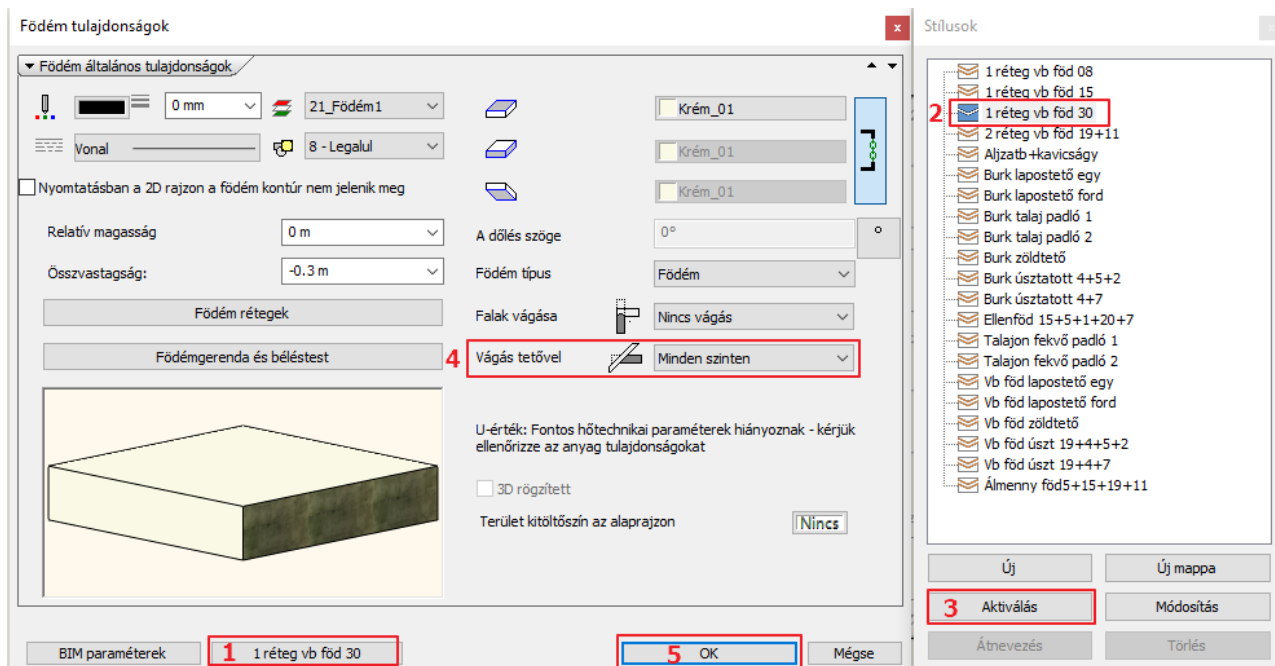 Födém tulajdonságok
x
Födém általános tulajdonságok
0 mm
21_Födém1
Krém_01
Vonal
8 - Legalul
Krém_01
Nyomtatásban a 2D rajzon a födém kontúr nem jelenik meg
Krém_01
Relatív magasság
0 m
A dőlés szöge
0°
°
Összvastagság:
-0.3 m
Födém típus
Födém
Födém rétegek
Falak vágása
Nincs vágás
Födémgerenda és béléstest
4
Vágás tetővel
Minden szinten
U-érték: Fontos hőtechnikai paraméterek hiányoznak - kérjük
ellenőrizze az anyag tulajdonságokat
3D rögzített
Terület kitöltőszín az alaprajzon
Nincs
BIM paraméterek
1
1 réteg vb föd 30
5
OK
Mégse
Stílusok
x
1 réteg vb föd 08
1 réteg vb föd 15
2
1 réteg vb föd 30
2 réteg vb föd 19+11
Aljzatb+kavicságy
Burk lapostető egy
Burk lapostető ford
Burk talaj padló 1
Burk talaj padló 2
Burk zöldtető
Burk úsztatott 4+5+2
Burk úsztatott 4+7
Ellenföd 15+5+1+20+7
Talajon fekvő padló 1
Talajon fekvő padló 2
Vb föd lapostető egy
Vb föd lapostető ford
Vb föd zöldtető
Vb föd úszt 19+4+5+2
Vb föd úszt 19+4+7
Álmenny föd5+15+19+11
Új
Új mappa
3
Aktiválás
Módosítás
Átnevezés
Törlés